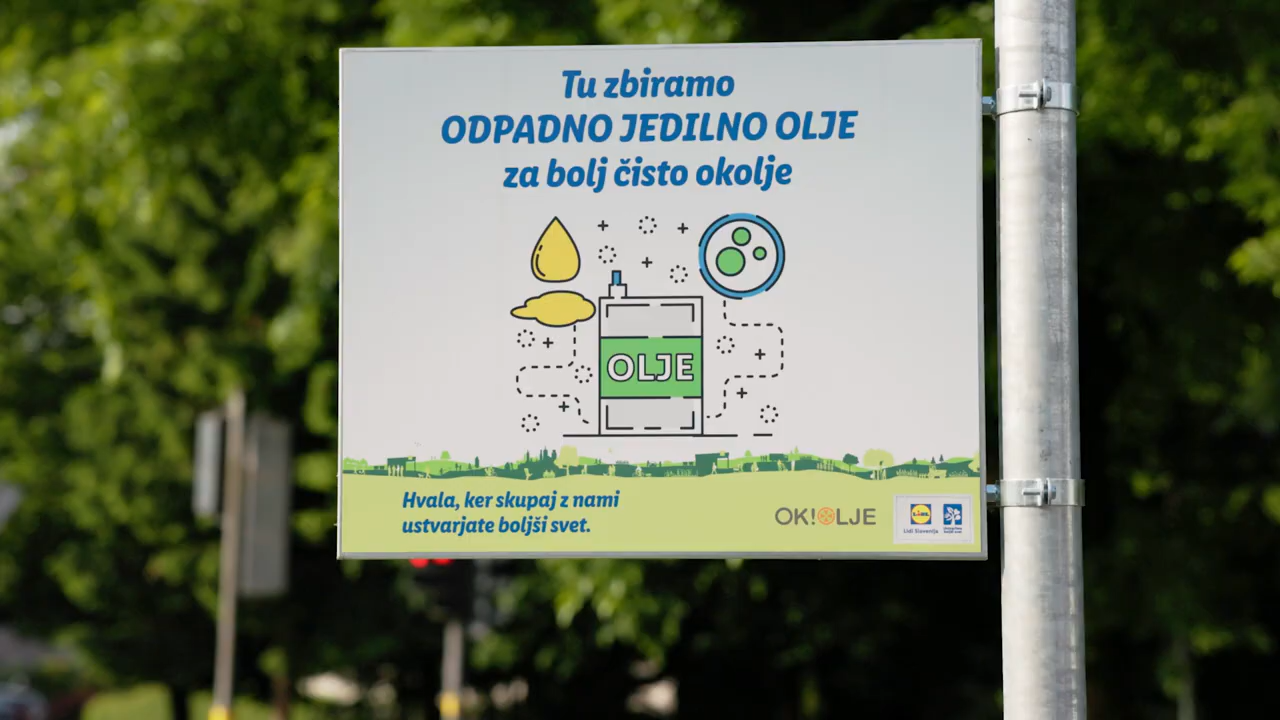 Tu zbiramo
ODPADNO JEDILNO OLJE
za bolj čisto okolje
OLJE
Hvala, ker skupaj z nami
ustvarjate boljši svet.
OK!OLJE
LIDL
Lidl Slovenija